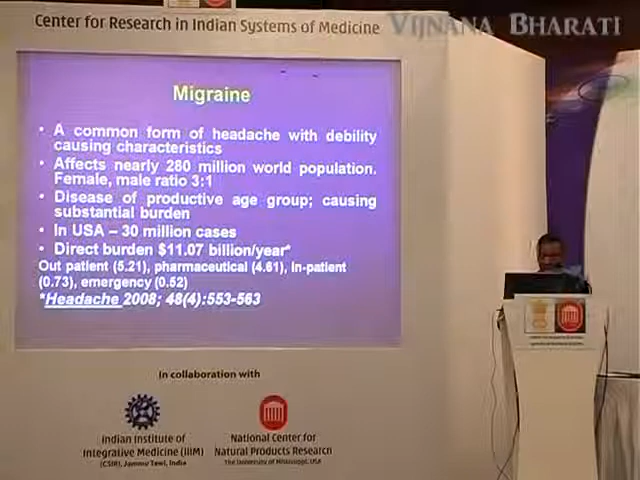 Center for Research in Indian Systems of Medicine
VIJNANA BHARATI
Migraine
• A common form of headache with debility
causing characteristics
• Affects nearly 280 million world population.
Female, male ratio 3:1
• Disease of productive age group; causing
substantial burden
• In USA – 30 million cases
• Direct burden $11.07 billion/year*
Out patient (5.21), pharmaceutical (4.61), In-patient
(0.73), emergency (0.52)
*Headache 2008; 48(4):553-563
In collaboration with
Indian Institute of
Integrative Medicine (IIIM)
(CSIR), Jammu Tawi, India
National Center for
Natural Products Research
The University of Mississippi, USA